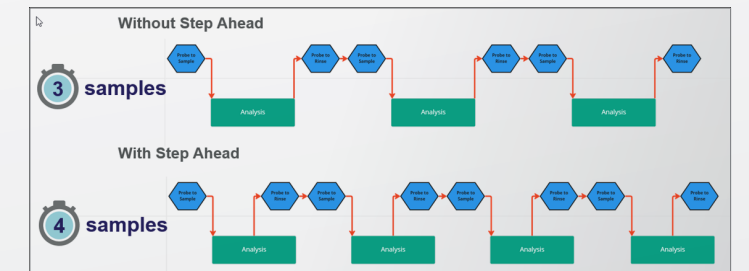 Without Step Ahead
Probe to
Sample
Probe to
Rinse
Probe to
Sample
Probe to
Rinse
Probe to
Sample
Probe to
Rinse
3 samples
Analysis
Analysis
Analysis
With Step Ahead
Probe to
Sample
Probe to
Rinse
Probe to
Sample
Probe to
Rinse
Probe to
Sample
Probe to
Rinse
Probe to
Sample
Probe to
Rinse
4 samples
Analysis
Analysis
Analysis
Analysis